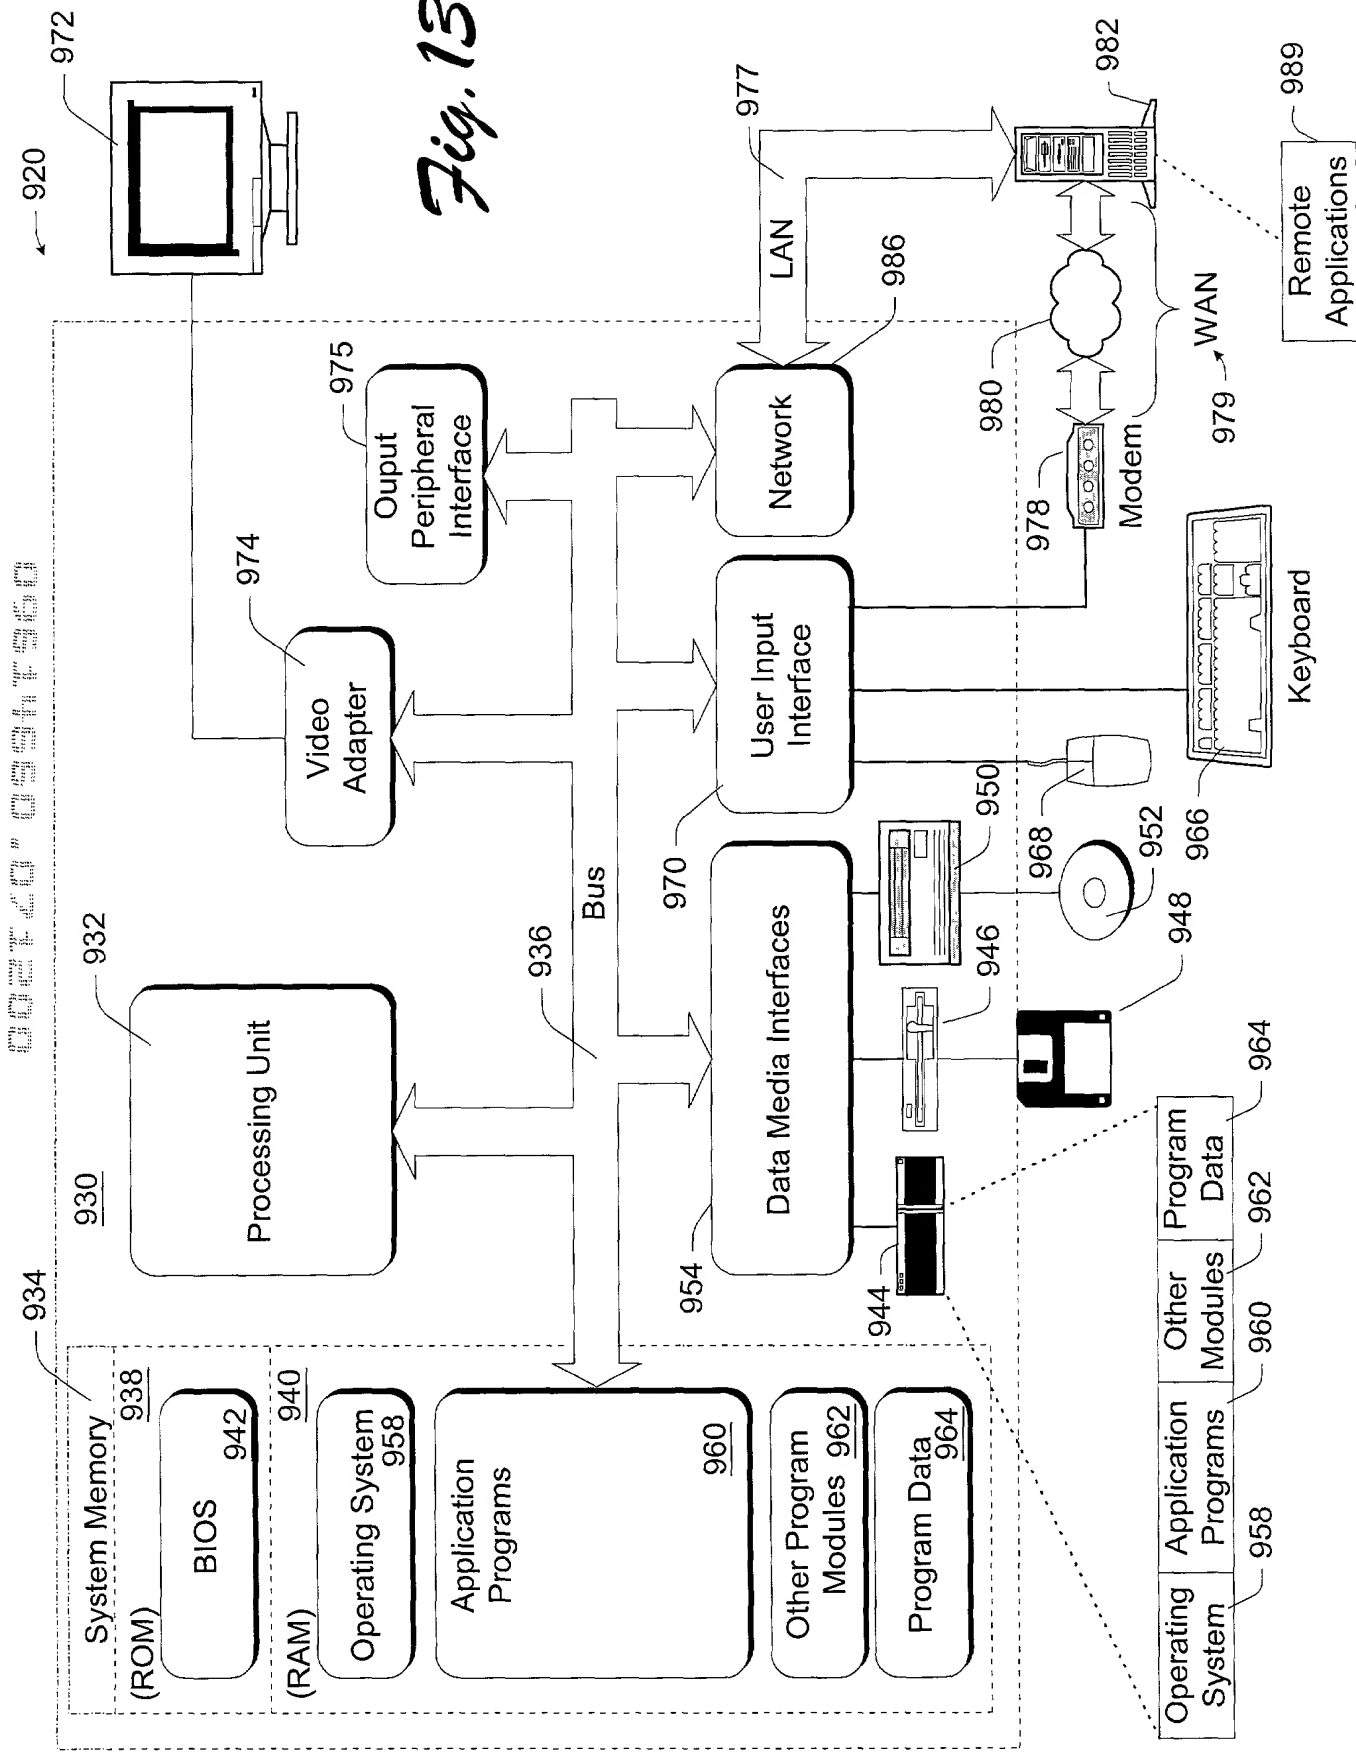 920
972
934
930
932
974
975
System Memory
(ROM)
938
BIOS
942
(RAM)
940
Operating System
958
Application
Programs
960
Other Program
Modules 962
Program Data
964
Processing Unit
Video
Adapter
Ouput
Peripheral
Interface
Fig. 13
936
Bus
LAN
977
954
Data Media Interfaces
970
User Input
Interface
Network
986
944
946
950
968
978
Modem
980
982
979
WAN
948
952
966
Keyboard
Remote
Applications
989
Operating
System
Application
Programs
Other
Modules
Program
Data
958
960
962
964